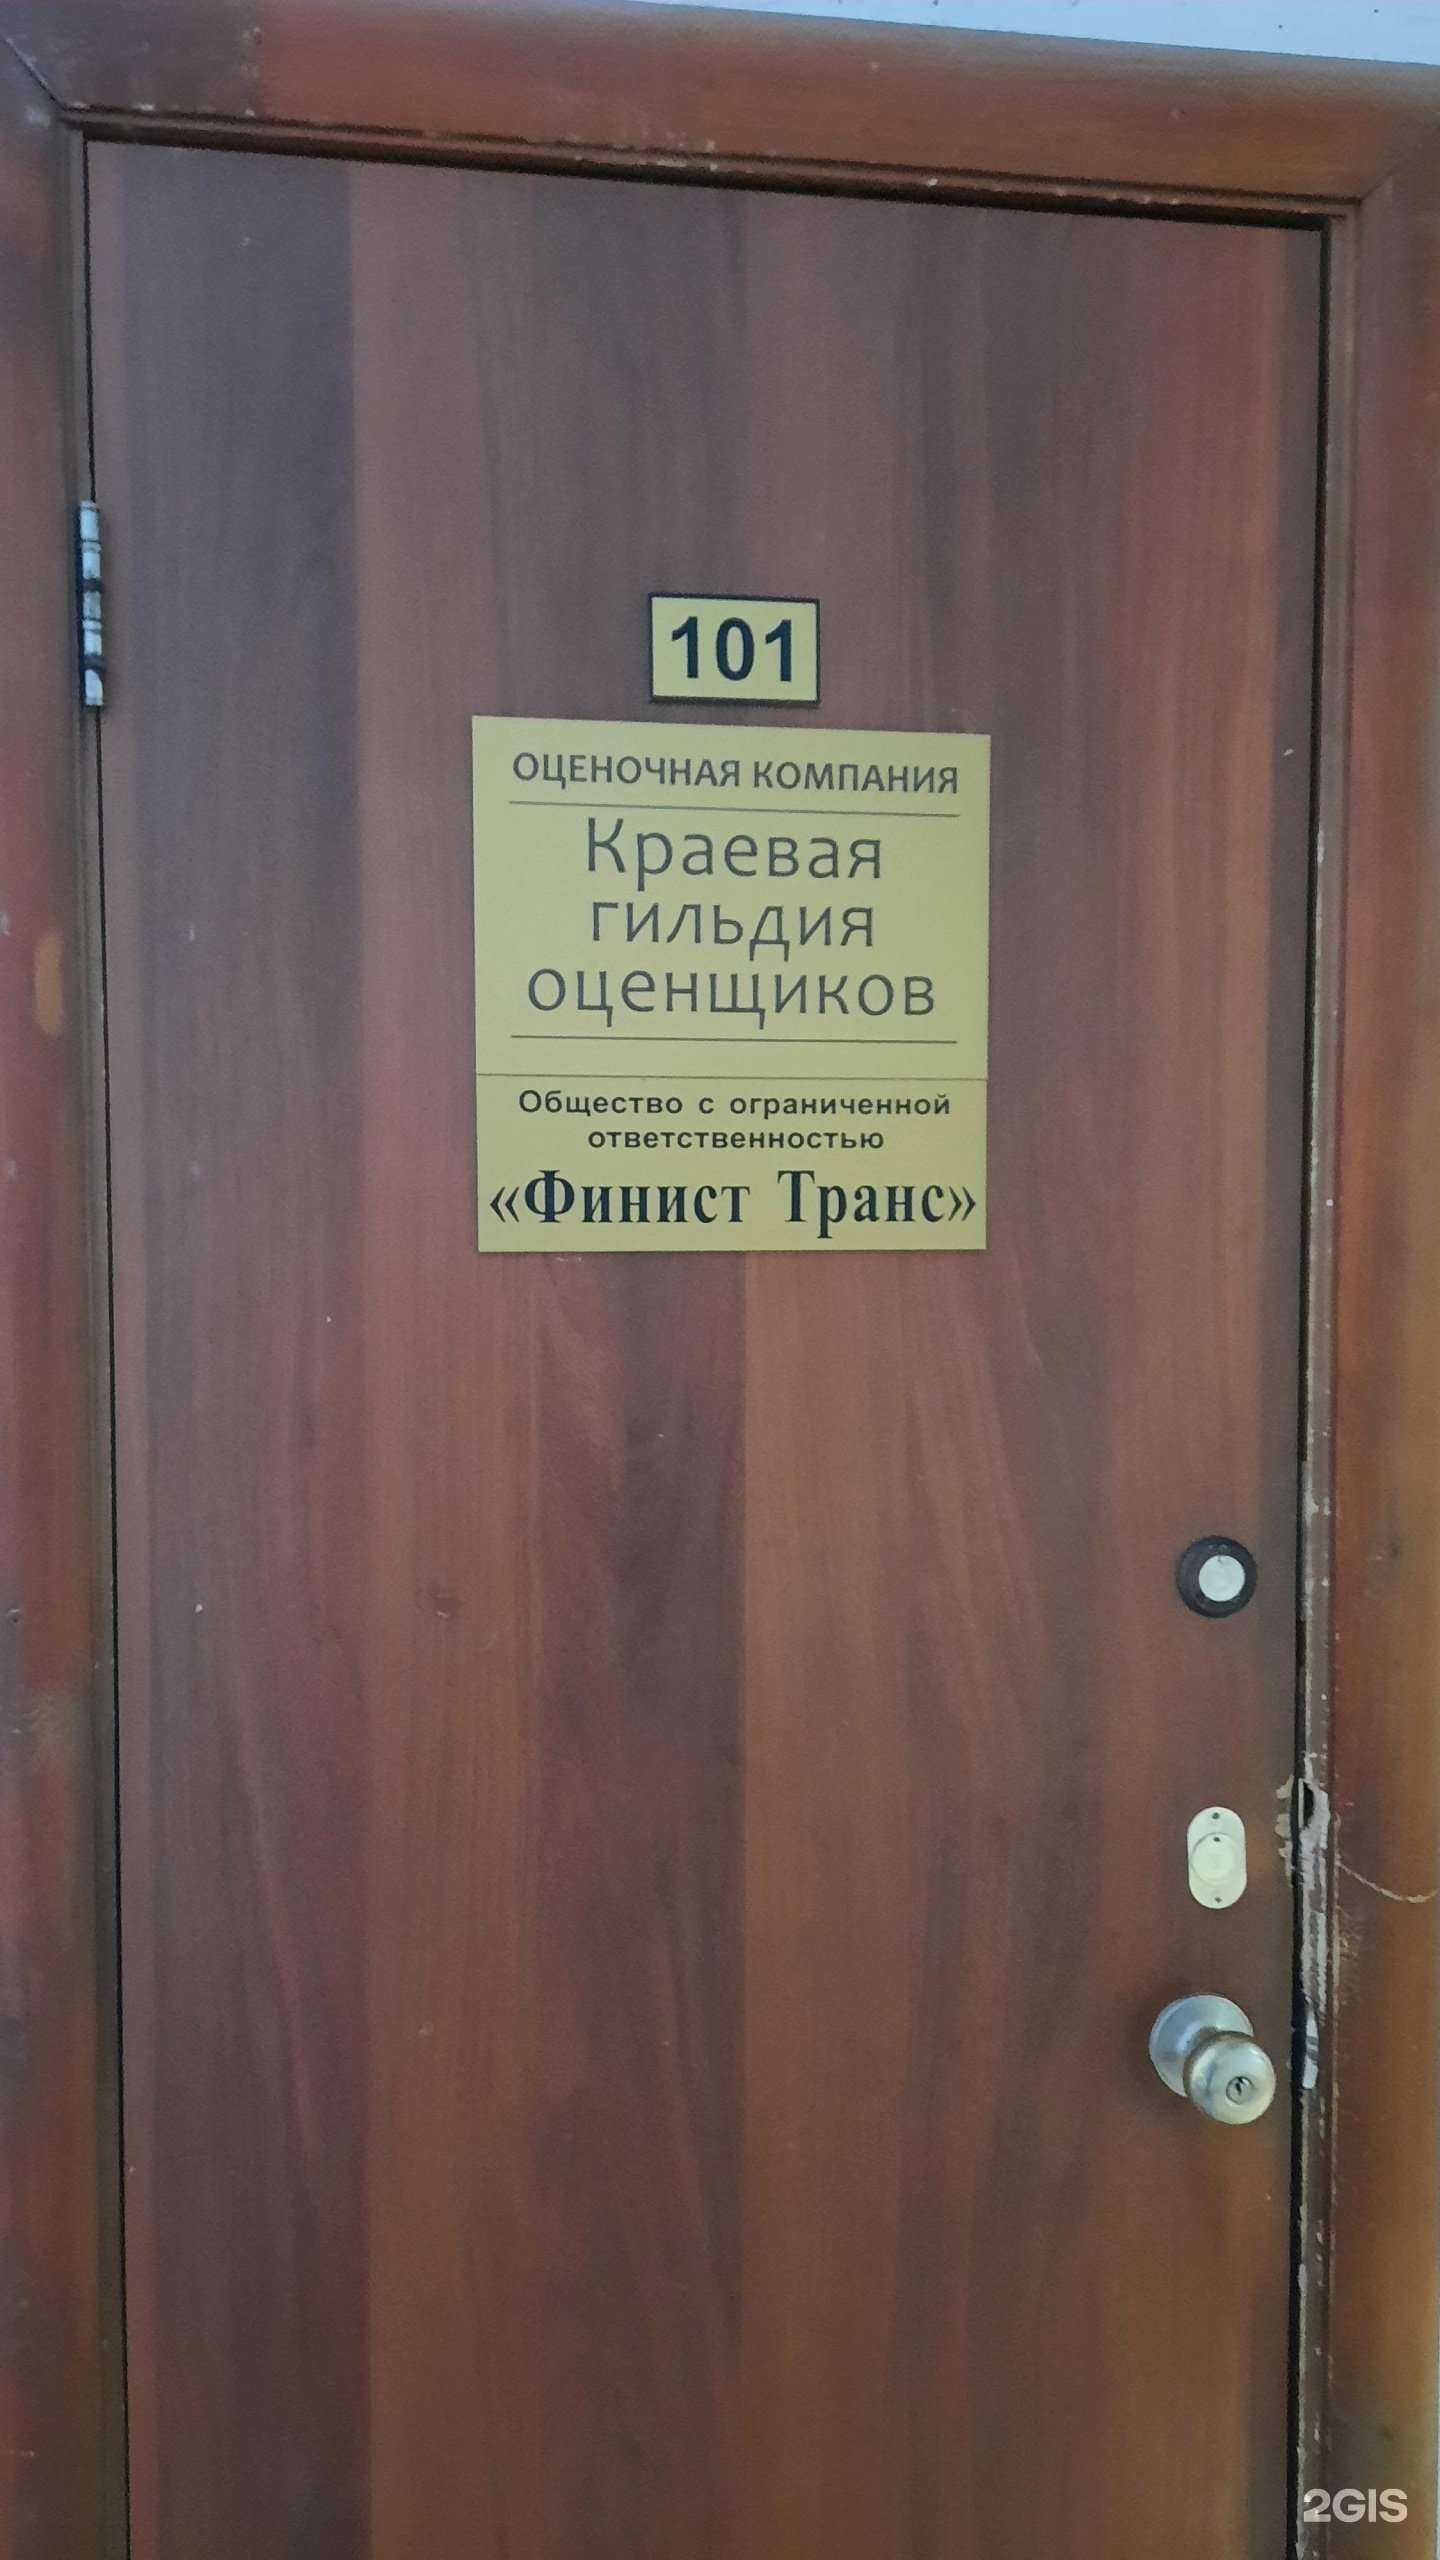 101
ОЦЕНОЧНАЯ КОМПАНИЯ
Краевая
гильдия
оценщиков
Общество с ограниченной
ответственностью
«Финист Транс»
2GIS